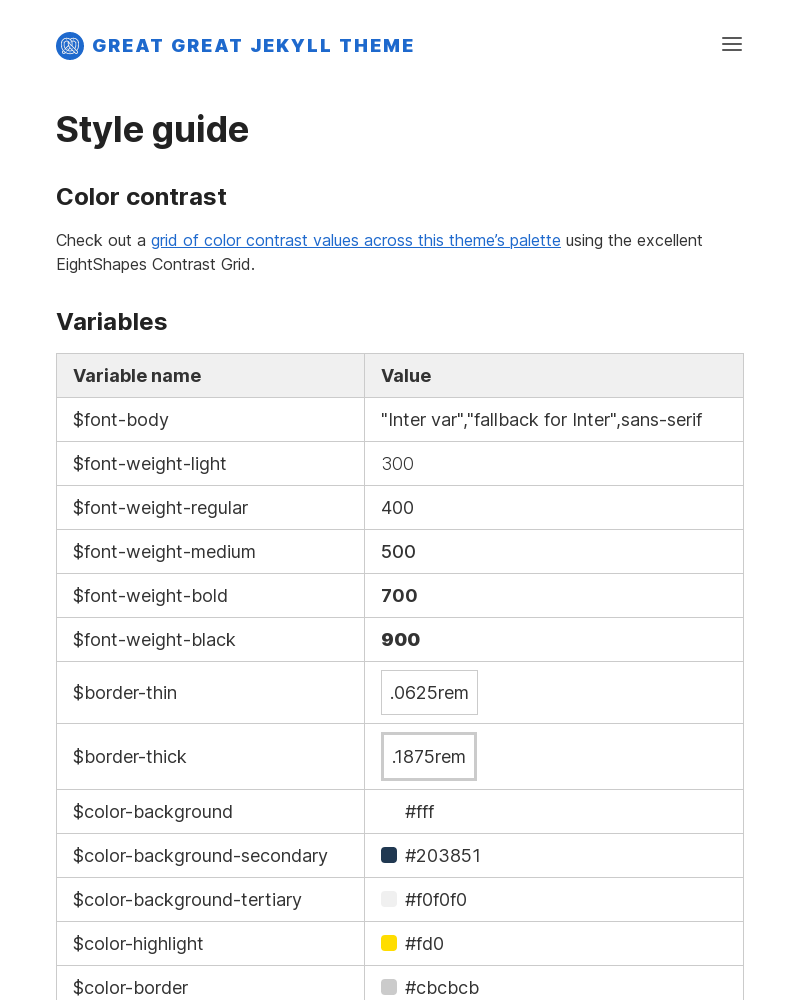 GREAT GREAT JEKYLL THEME
Style guide
Color contrast
Check out a grid of color contrast values across this theme’s palette using the excellent
EightShapes Contrast Grid.
Variables
Variable name Value
$font-body "Inter var","fallback for Inter",sans-serif
$font-weight-light 300
$font-weight-regular 400
$font-weight-medium 500
$font-weight-bold 700
$font-weight-black 900
$border-thin .0625rem
$border-thick .1875rem
$color-background #fff
$color-background-secondary #203851
$color-background-tertiary #f0f0f0
$color-highlight #fd0
$color-border #cbcbcb